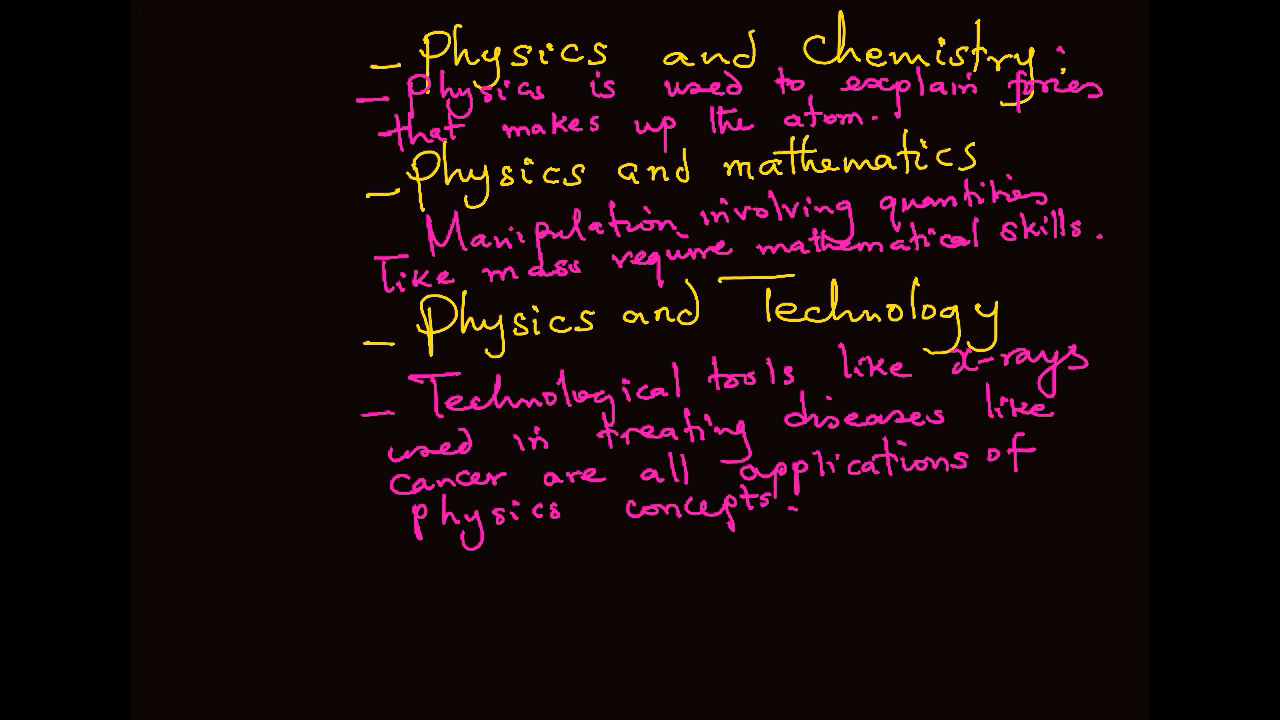 - Physics and Chemistry:
- Physics is used to explain forces
that makes up the atom.
- Physics and mathematics
- Manipulation involving quantities
Like mass require mathematical skills.
- Physics and Technology
- Technological tools like x-rays
used in treating diseases like
cancer are all applications of
physics concepts.